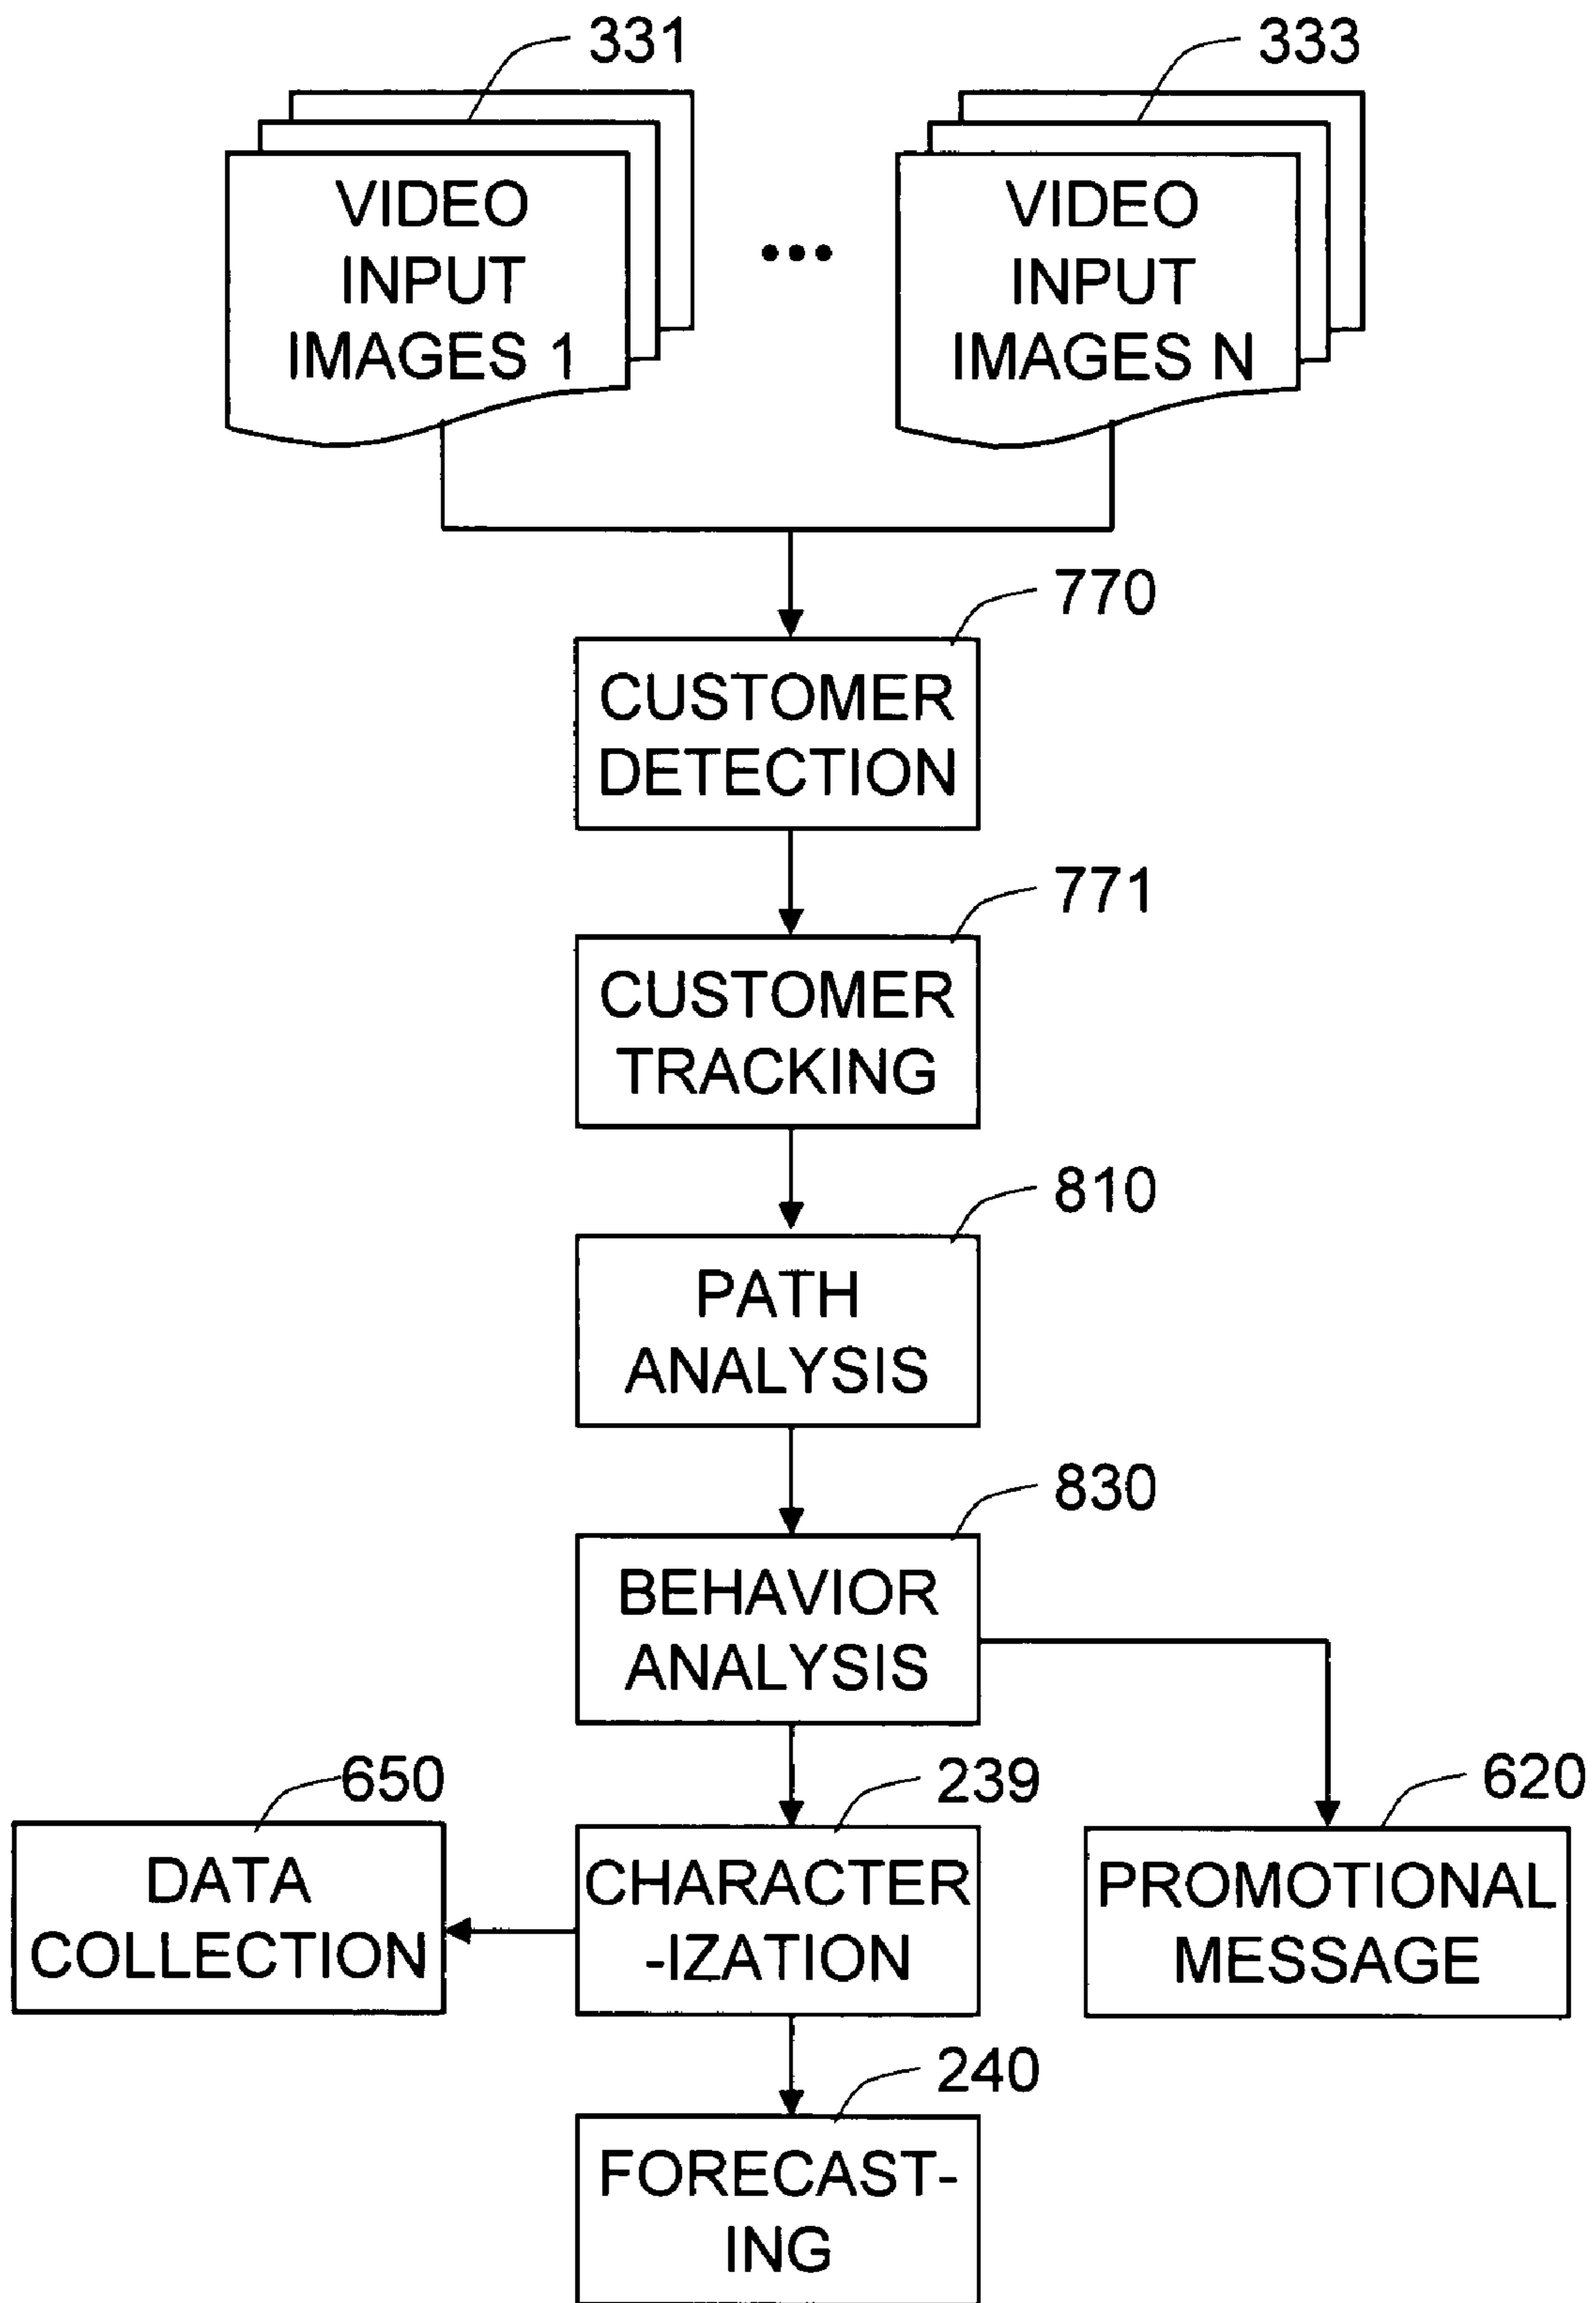 331
333
VIDEO
INPUT
IMAGES 1
...
VIDEO
INPUT
IMAGES N
770
CUSTOMER
DETECTION
771
CUSTOMER
TRACKING
810
PATH
ANALYSIS
830
BEHAVIOR
ANALYSIS
650
DATA
COLLECTION
239
CHARACTER
-IZATION
620
PROMOTIONAL
MESSAGE
240
FORECAST-
ING